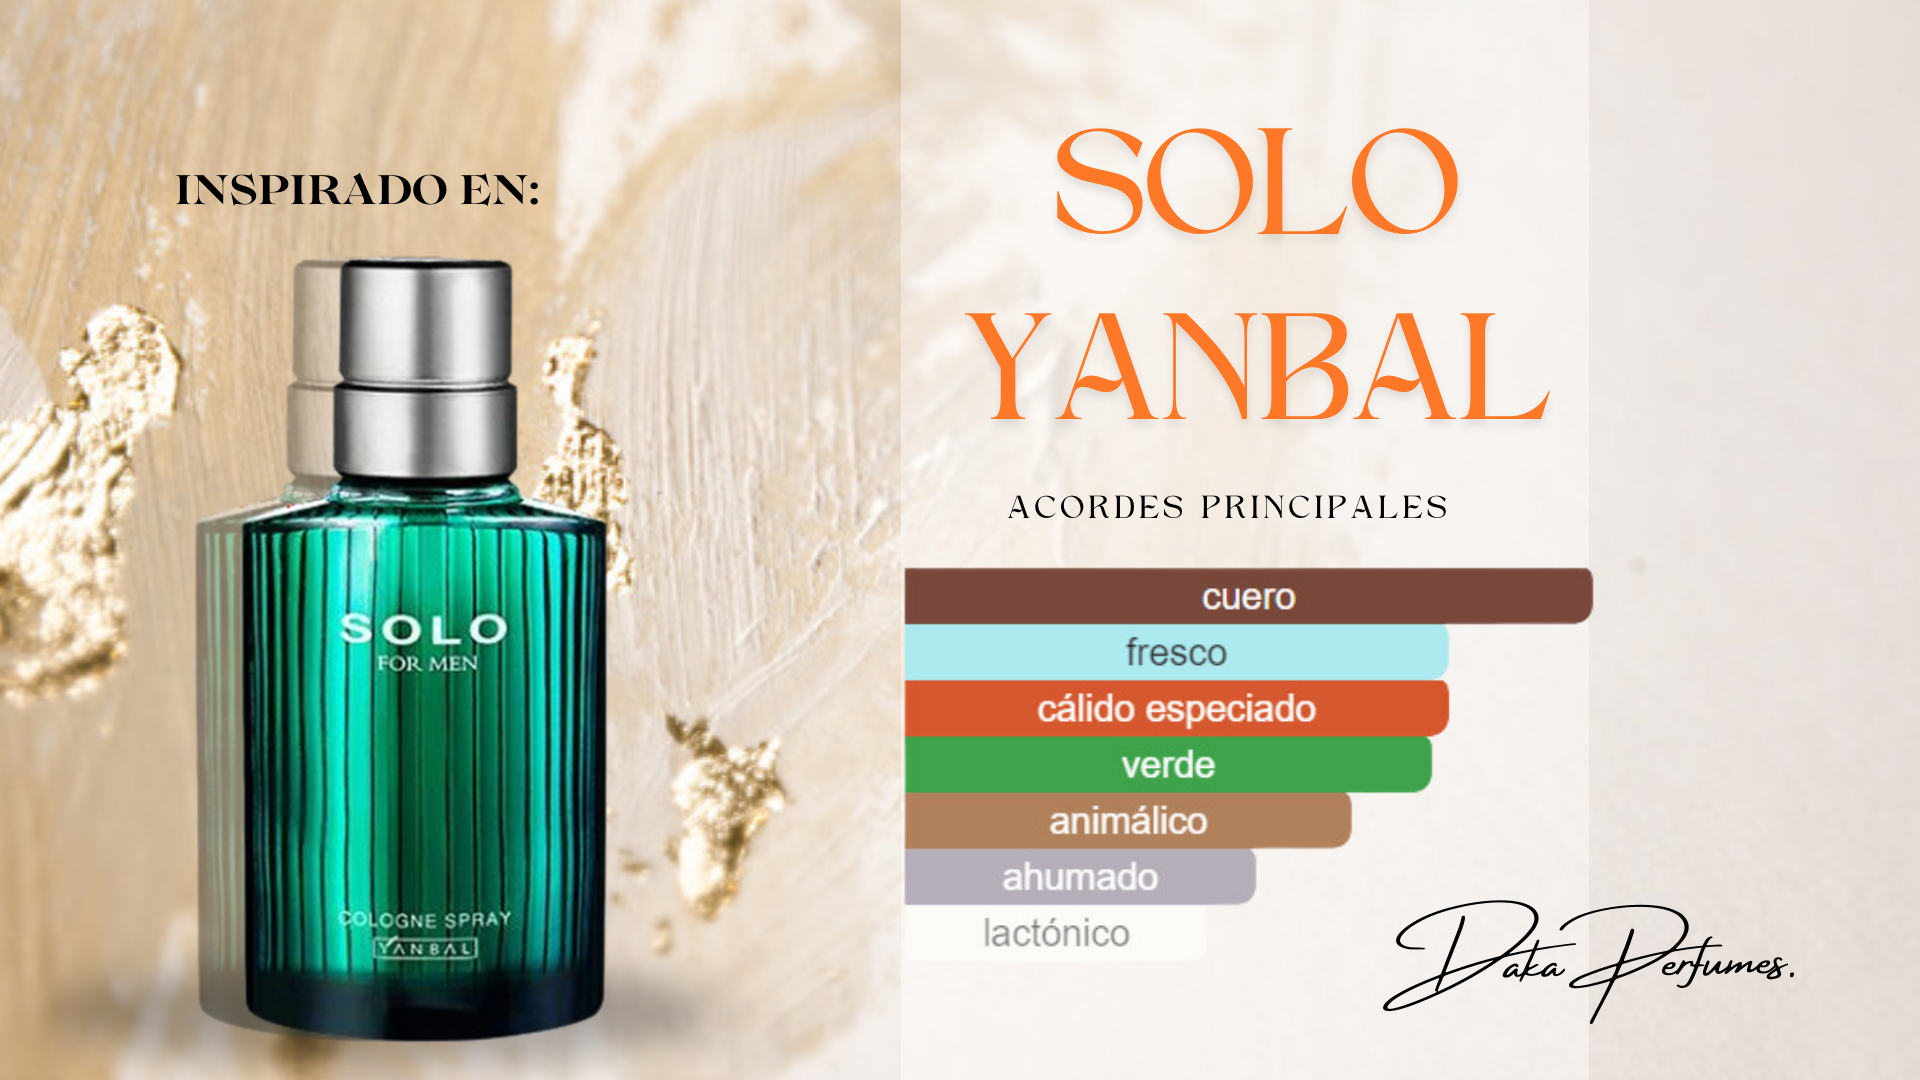 INSPIRADO EN:
SOLO
FOR MEN
COLOGNE SPRAY
YANBAL
SOLO
YANBAL
ACORDES PRINCIPALES
cuero
fresco
cálido especiado
verde
animálico
ahumado
lactónico
Daka Perfumes.